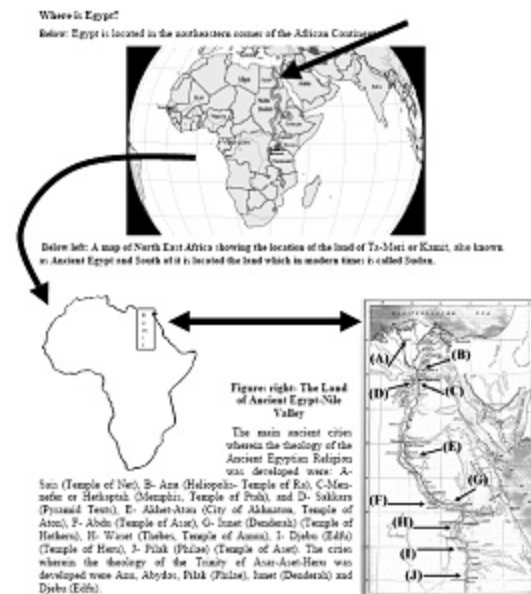 Where is Egypt?
Below: Egypt is located in the northeastern corner of the African Continent
Below left: A map of North East Africa showing the location of the land of Ta-Meri or Kamit, also known
as Ancient Egypt and South of it is located the land which in modern times is called Sudan.
MEDITERRANEAN SEA
(A)
(B)
(D)
(C)
(E)
(G)
(F)
(H)
(I)
(J)
Figure: right- The Land
of Ancient Egypt-Nile
Valley
The main ancient cities
wherein the theology of the
Ancient Egyptian Religion
was developed were: A-
Sais (Temple of Net), B- Anu (Heliopolis- Temple of Ra), C-Men-
nefer or Hetkaptah (Memphis, Temple of Ptah), and D- Sakkara
(Pyramid Texts), E- Akhet-Aton (City of Akhnaton, Temple of
Aton), F- Abdu (Temple of Asar), G- Iunet (Denderah) (Temple of
Hetheru), H- Waset (Thebes, Temple of Amun), I- Djebu (Edfu)
(Temple of Heru), J- Pilak (Philae) (Temple of Aset). The cities
wherein the theology of the Trinity of Asar-Aset-Heru was
developed were Anu, Abydos, Pilak (Philae), Iunet (Denderah) and
Djebu (Edfu).